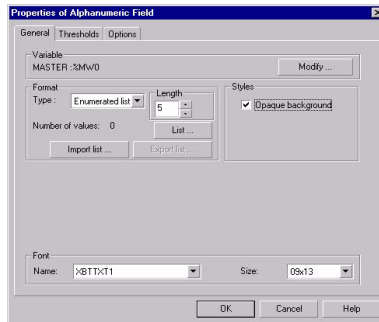 Properties of Alphanumeric Field
General Thresholds Options
Variable
MASTER :%MW0 Modify ...
Format
Type : Enumerated list
Length
5
Styles
Opaque background
Number of values: 0
List ...
Import list ... Export list ...
Font
Name: XBTTXT1 Size: 09x13
OK Cancel Help